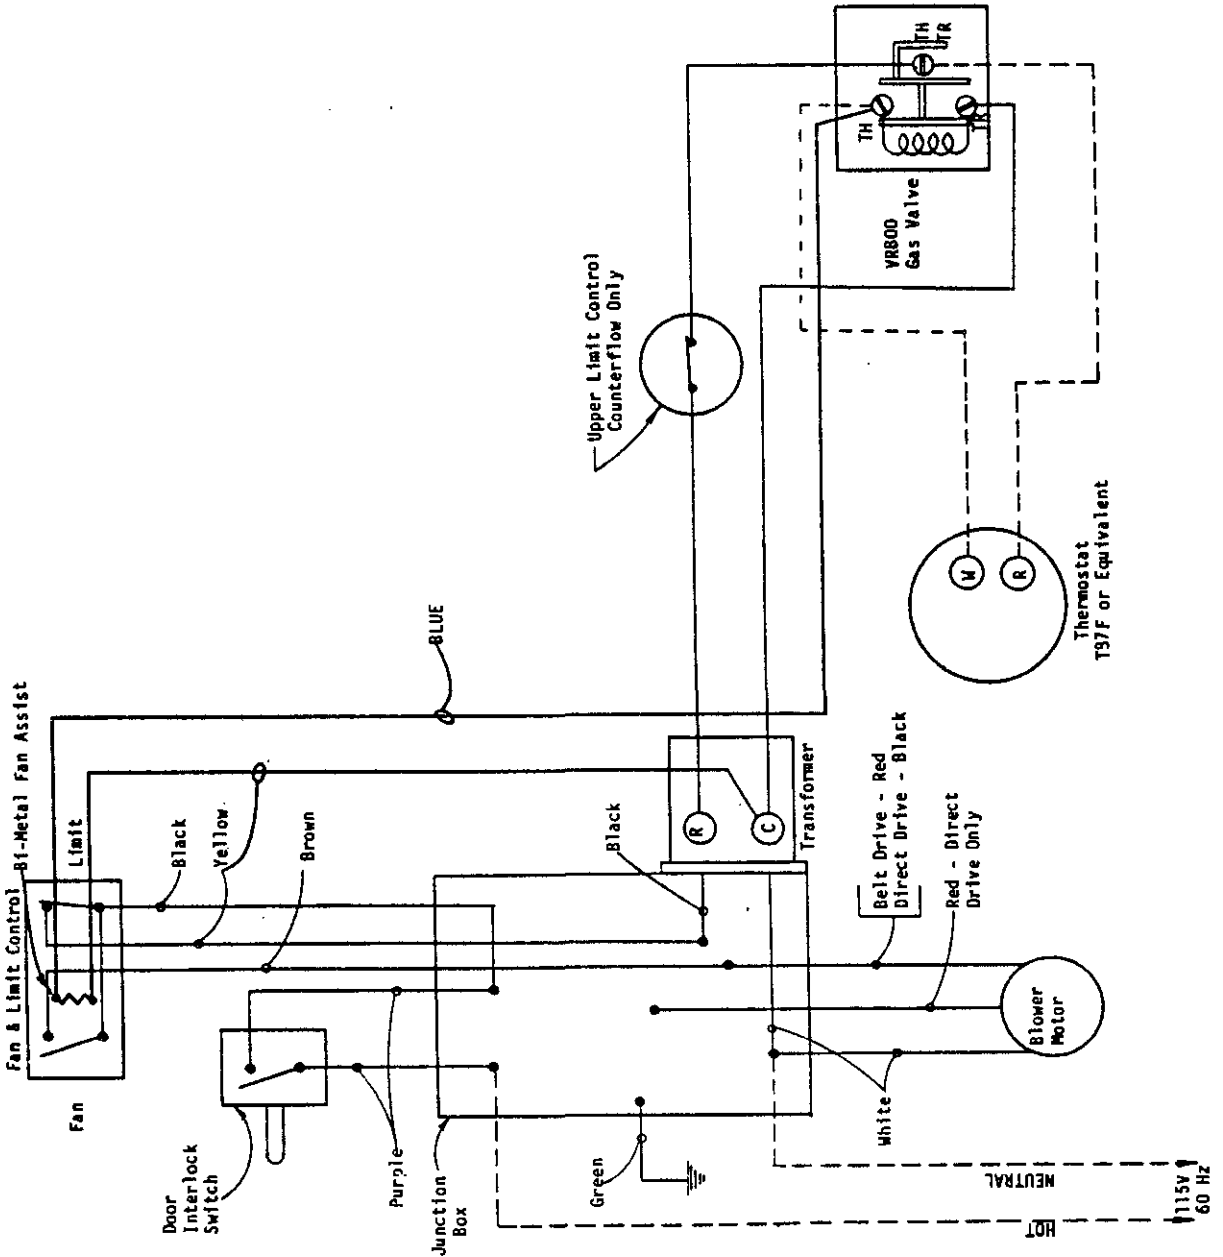 Fan & Limit Control
Bi-Metal Fan Assist
Limit
Fan
Black
Yellow
Brown
BLUE
Door
Interlock
Switch
Purple
Junction
Box
Green
Black
R
C
Transformer
White
Belt Drive - Red
Direct Drive - Black
Red - Direct
Drive Only
Blower
Motor
HOT
NEUTRAL
115V
60 Hz
Upper Limit Control
Counterflow Only
TH
TR
TH
VR800
Gas Valve
W
R
Thermostat
T87F or Equivalent